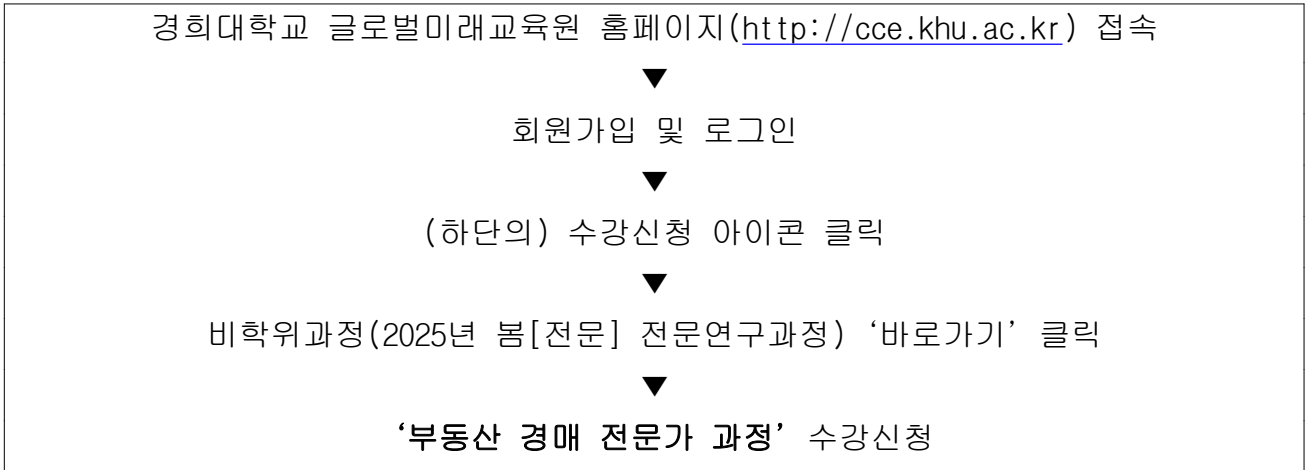 경희대학교 글로벌미래교육원 홈페이지(http://cce.khu.ac.kr) 접속
▼
회원가입 및 로그인
▼
(하단의) 수강신청 아이콘 클릭
▼
비학위과정(2025년 봄[전문] 전문연구과정) ‘바로가기’ 클릭
▼
‘부동산 경매 전문가 과정’ 수강신청